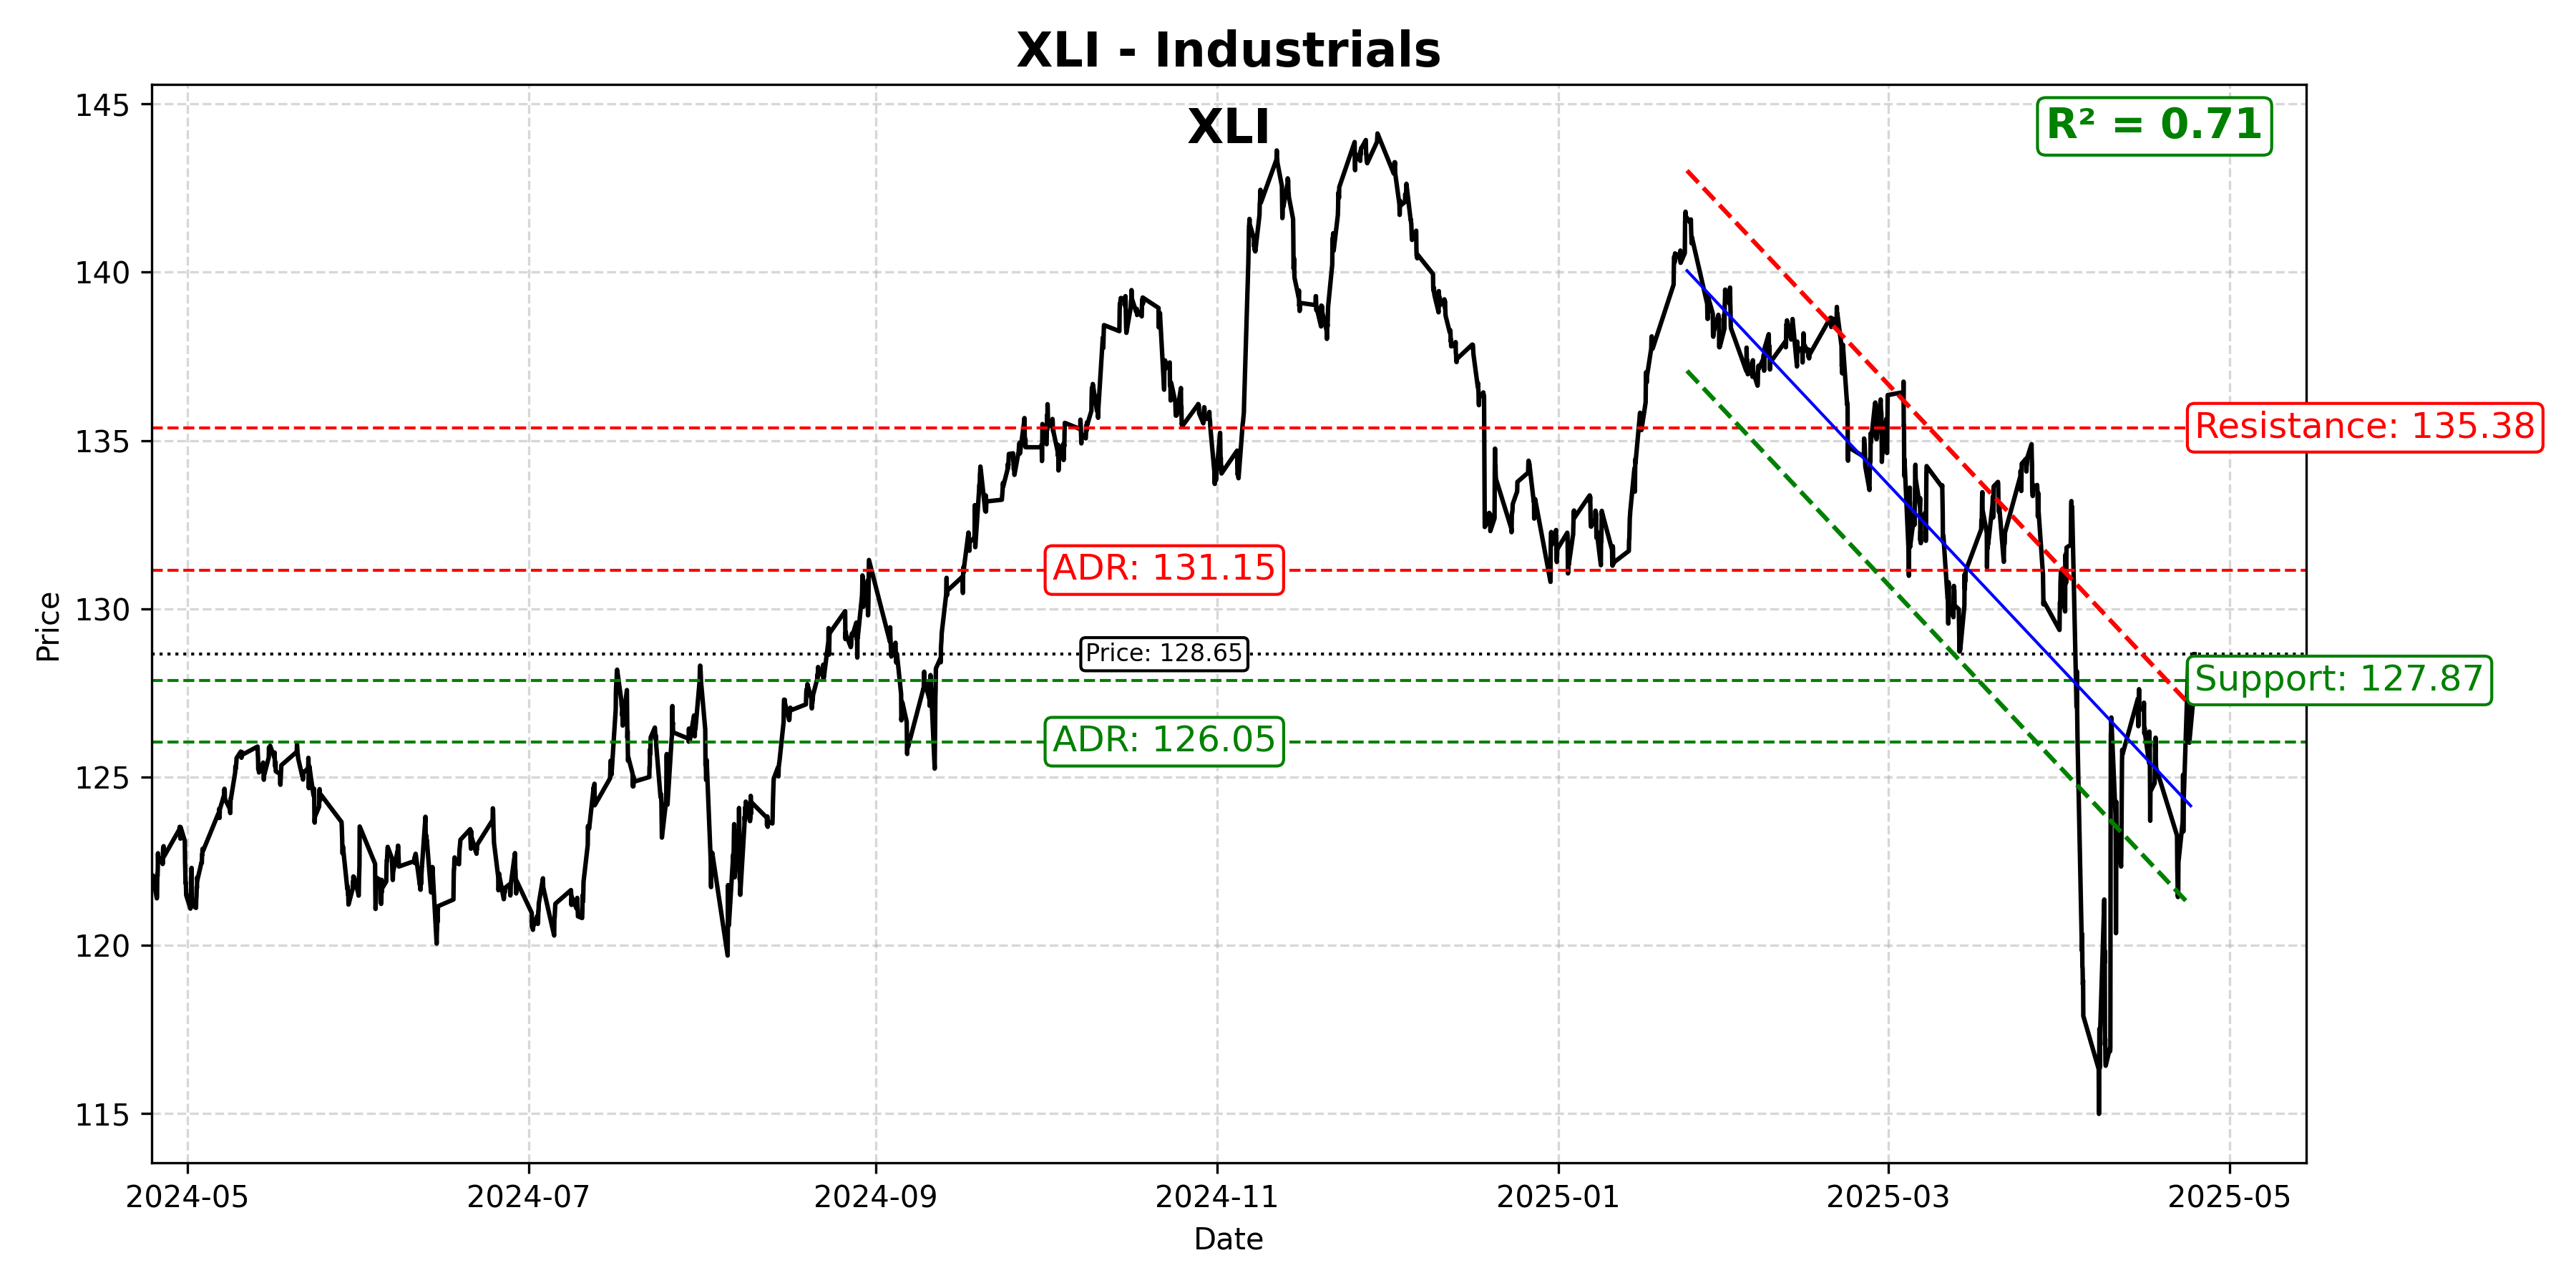 XLI - Industrials
XLI
R² = 0.71
145
140
135
130
125
120
115
Price
Resistance: 135.38
ADR: 131.15
Price: 128.65
Support: 127.87
ADR: 126.05
2024-05
2024-07
2024-09
2024-11
2025-01
2025-03
2025-05
Date